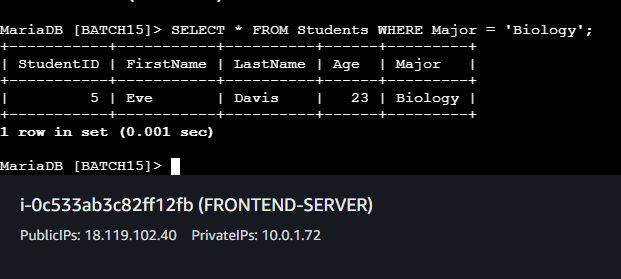 MariaDB [BATCH15]> SELECT * FROM Students WHERE Major = 'Biology';
+-----------+-----------+----------+------+---------+
| StudentID | FirstName | LastName | Age  | Major   |
+-----------+-----------+----------+------+---------+
|         5 | Eve       | Davis    |   23 | Biology |
+-----------+-----------+----------+------+---------+
1 row in set (0.001 sec)
MariaDB [BATCH15]>
i-0c533ab3c82ff12fb (FRONTEND-SERVER)
PublicIPs: 18.119.102.40 PrivateIPs: 10.0.1.72